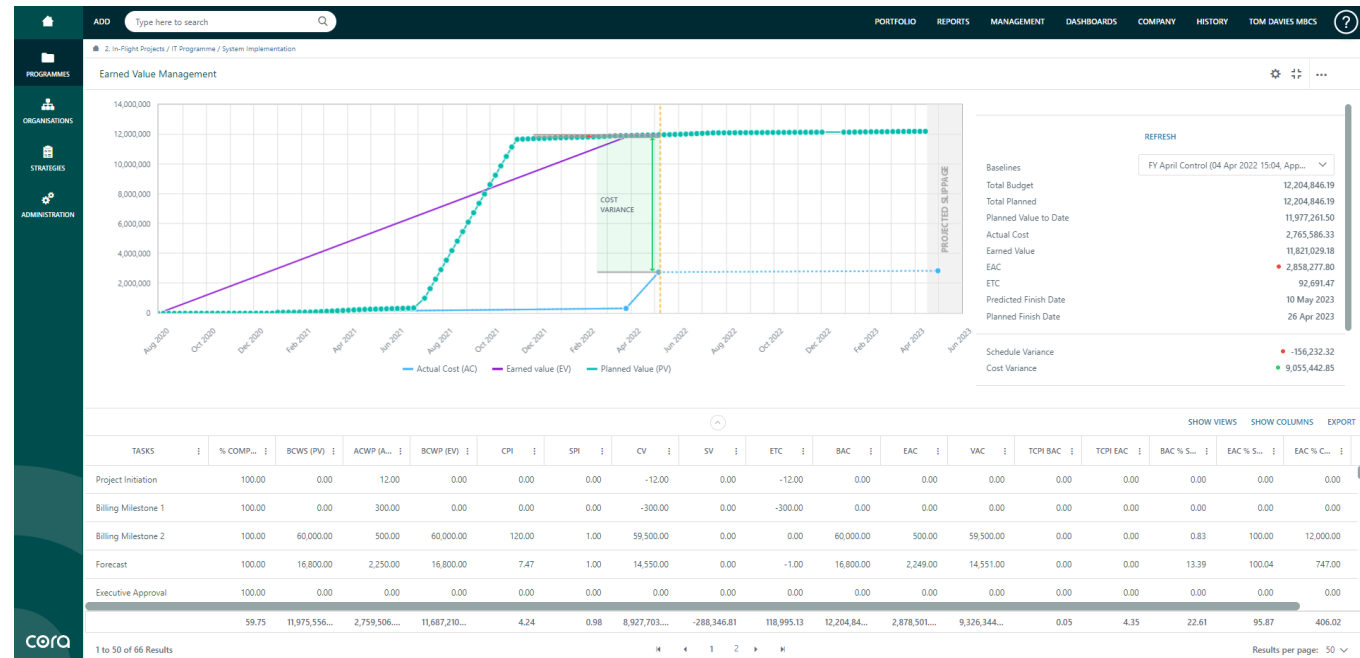 ADD Type here to search PORTFOLIO REPORTS MANAGEMENT DASHBOARDS COMPANY HISTORY TOM DAVIES MBCS ?
PROGRAMMES
ORGANISATIONS
STRATEGIES
ADMINISTRATION
cora
2. In-Flight Projects / IT Programme / System Implementation
Earned Value Management
14,000,000
12,000,000
10,000,000
8,000,000
6,000,000
4,000,000
2,000,000
0
COST
VARIANCE
PROJECTED SLIPPAGE
Aug 2020 Oct 2020 Dec 2020 Feb 2021 Apr 2021 Jun 2021 Aug 2021 Oct 2021 Dec 2021 Feb 2022 Apr 2022 Jun 2022 Aug 2022 Oct 2022 Dec 2022 Feb 2023 Apr 2023 Jun 2023
Actual Cost (AC) Earned value (EV) Planned Value (PV)
REFRESH
Baselines FY April Control (04 Apr 2022 15:04, App...
Total Budget 12,204,846.19
Total Planned 12,204,846.19
Planned Value to Date 11,977,261.50
Actual Cost 2,765,586.33
Earned Value 11,821,029.18
EAC 2,858,277.80
ETC 92,691.47
Predicted Finish Date 10 May 2023
Planned Finish Date 26 Apr 2023
Schedule Variance -156,232.32
Cost Variance 9,055,442.85
SHOW VIEWS SHOW COLUMNS EXPORT
TASKS % COMP... BCWS (PV) ACWP (A... BCWP (EV) CPI SPI CV SV ETC BAC EAC VAC TCPI BAC TCPI EAC BAC % S... EAC % S... EAC % C...
Project Initiation 100.00 0.00 12.00 0.00 0.00 0.00 -12.00 0.00 -12.00 0.00 0.00 0.00 0.00 0.00 0.00 0.00 0.00
Billing Milestone 1 100.00 0.00 300.00 0.00 0.00 0.00 -300.00 0.00 -300.00 0.00 0.00 0.00 0.00 0.00 0.00 0.00 0.00
Billing Milestone 2 100.00 60,000.00 500.00 60,000.00 120.00 1.00 59,500.00 0.00 0.00 60,000.00 500.00 59,500.00 0.00 0.00 0.83 100.00 12,000.00
Forecast 100.00 16,800.00 2,250.00 16,800.00 7.47 1.00 14,550.00 0.00 -1.00 16,800.00 2,249.00 14,551.00 0.00 0.00 13.39 100.04 747.00
Executive Approval 100.00 0.00 0.00 0.00 0.00 0.00 0.00 0.00 0.00 0.00 0.00 0.00 0.00 0.00 0.00 0.00 0.00
59.75 11,975,556... 2,759,506.... 11,687,210... 4.24 0.98 8,927,703.... -288,346.81 118,995.13 12,204,84... 2,878,501.... 9,326,344... 0.05 4.35 22.61 95.87 406.02
1 to 50 of 66 Results 1 2 Results per page: 50